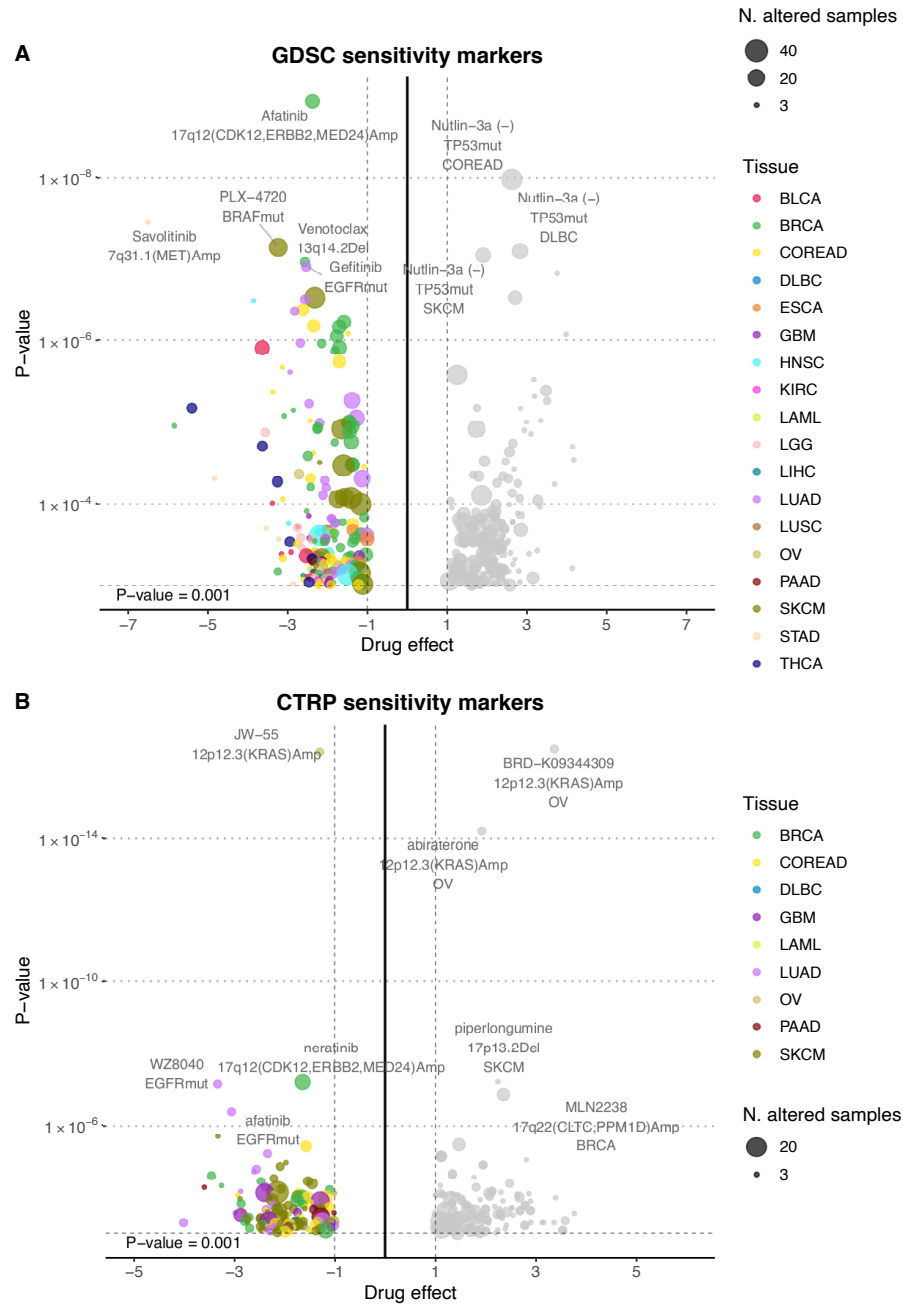 A
GDSC sensitivity markers
Afatinib
17q12(CDK12,ERBB2,MED24)Amp
Nutlin−3a (−)
TP53mut
COREAD
1 × 10−8
PLX−4720
BRAFmut
Nutlin−3a (−)
TP53mut
DLBC
Savolitinib
7q31.1(MET)Amp
Venotoclax
13q14.2Del
Gefitinib
EGFRmut
Nutlin−3a (−)
TP53mut
SKCM
1 × 10−6
1 × 10−4
P−value
P−value = 0.001
−7
−5
−3
−1
1
3
5
7
Drug effect
N. altered samples
40
20
3
Tissue
BLCA
BRCA
COREAD
DLBC
ESCA
GBM
HNSC
KIRC
LAML
LGG
LIHC
LUAD
LUSC
OV
PAAD
SKCM
STAD
THCA
B
CTRP sensitivity markers
JW−55
12p12.3(KRAS)Amp
BRD−K09344309
12p12.3(KRAS)Amp
OV
1 × 10−14
abiraterone
12p12.3(KRAS)Amp
OV
1 × 10−10
P−value
WZ8040
EGFRmut
neratinib
17q12(CDK12,ERBB2,MED24)Amp
piperlongumine
17p13.2Del
SKCM
1 × 10−6
afatinib
EGFRmut
MLN2238
17q22(CLTC,PPM1D)Amp
BRCA
P−value = 0.001
−5
−3
−1
1
3
5
Drug effect
Tissue
BRCA
COREAD
DLBC
GBM
LAML
LUAD
OV
PAAD
SKCM
N. altered samples
20
3